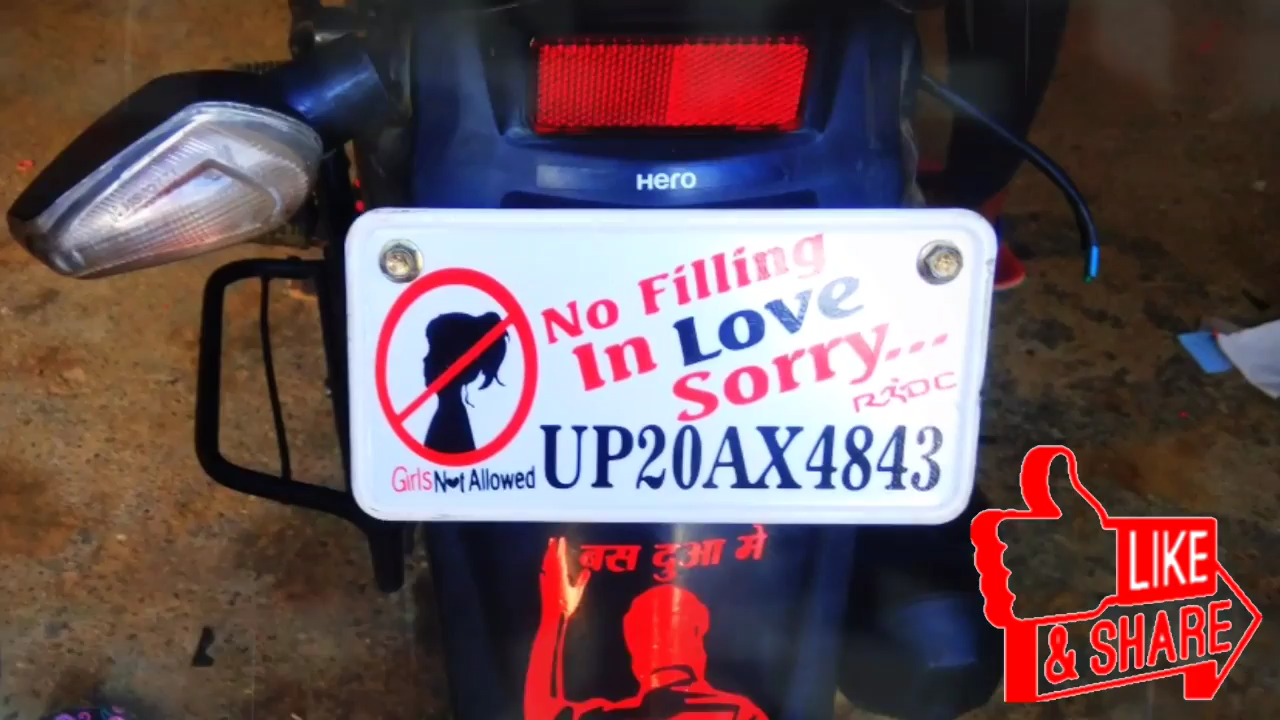 Hero
No Filling
In Love
Sorry...
UP20AX4843
Girls Not Allowed
बस दुआ मे
LIKE
& SHARE